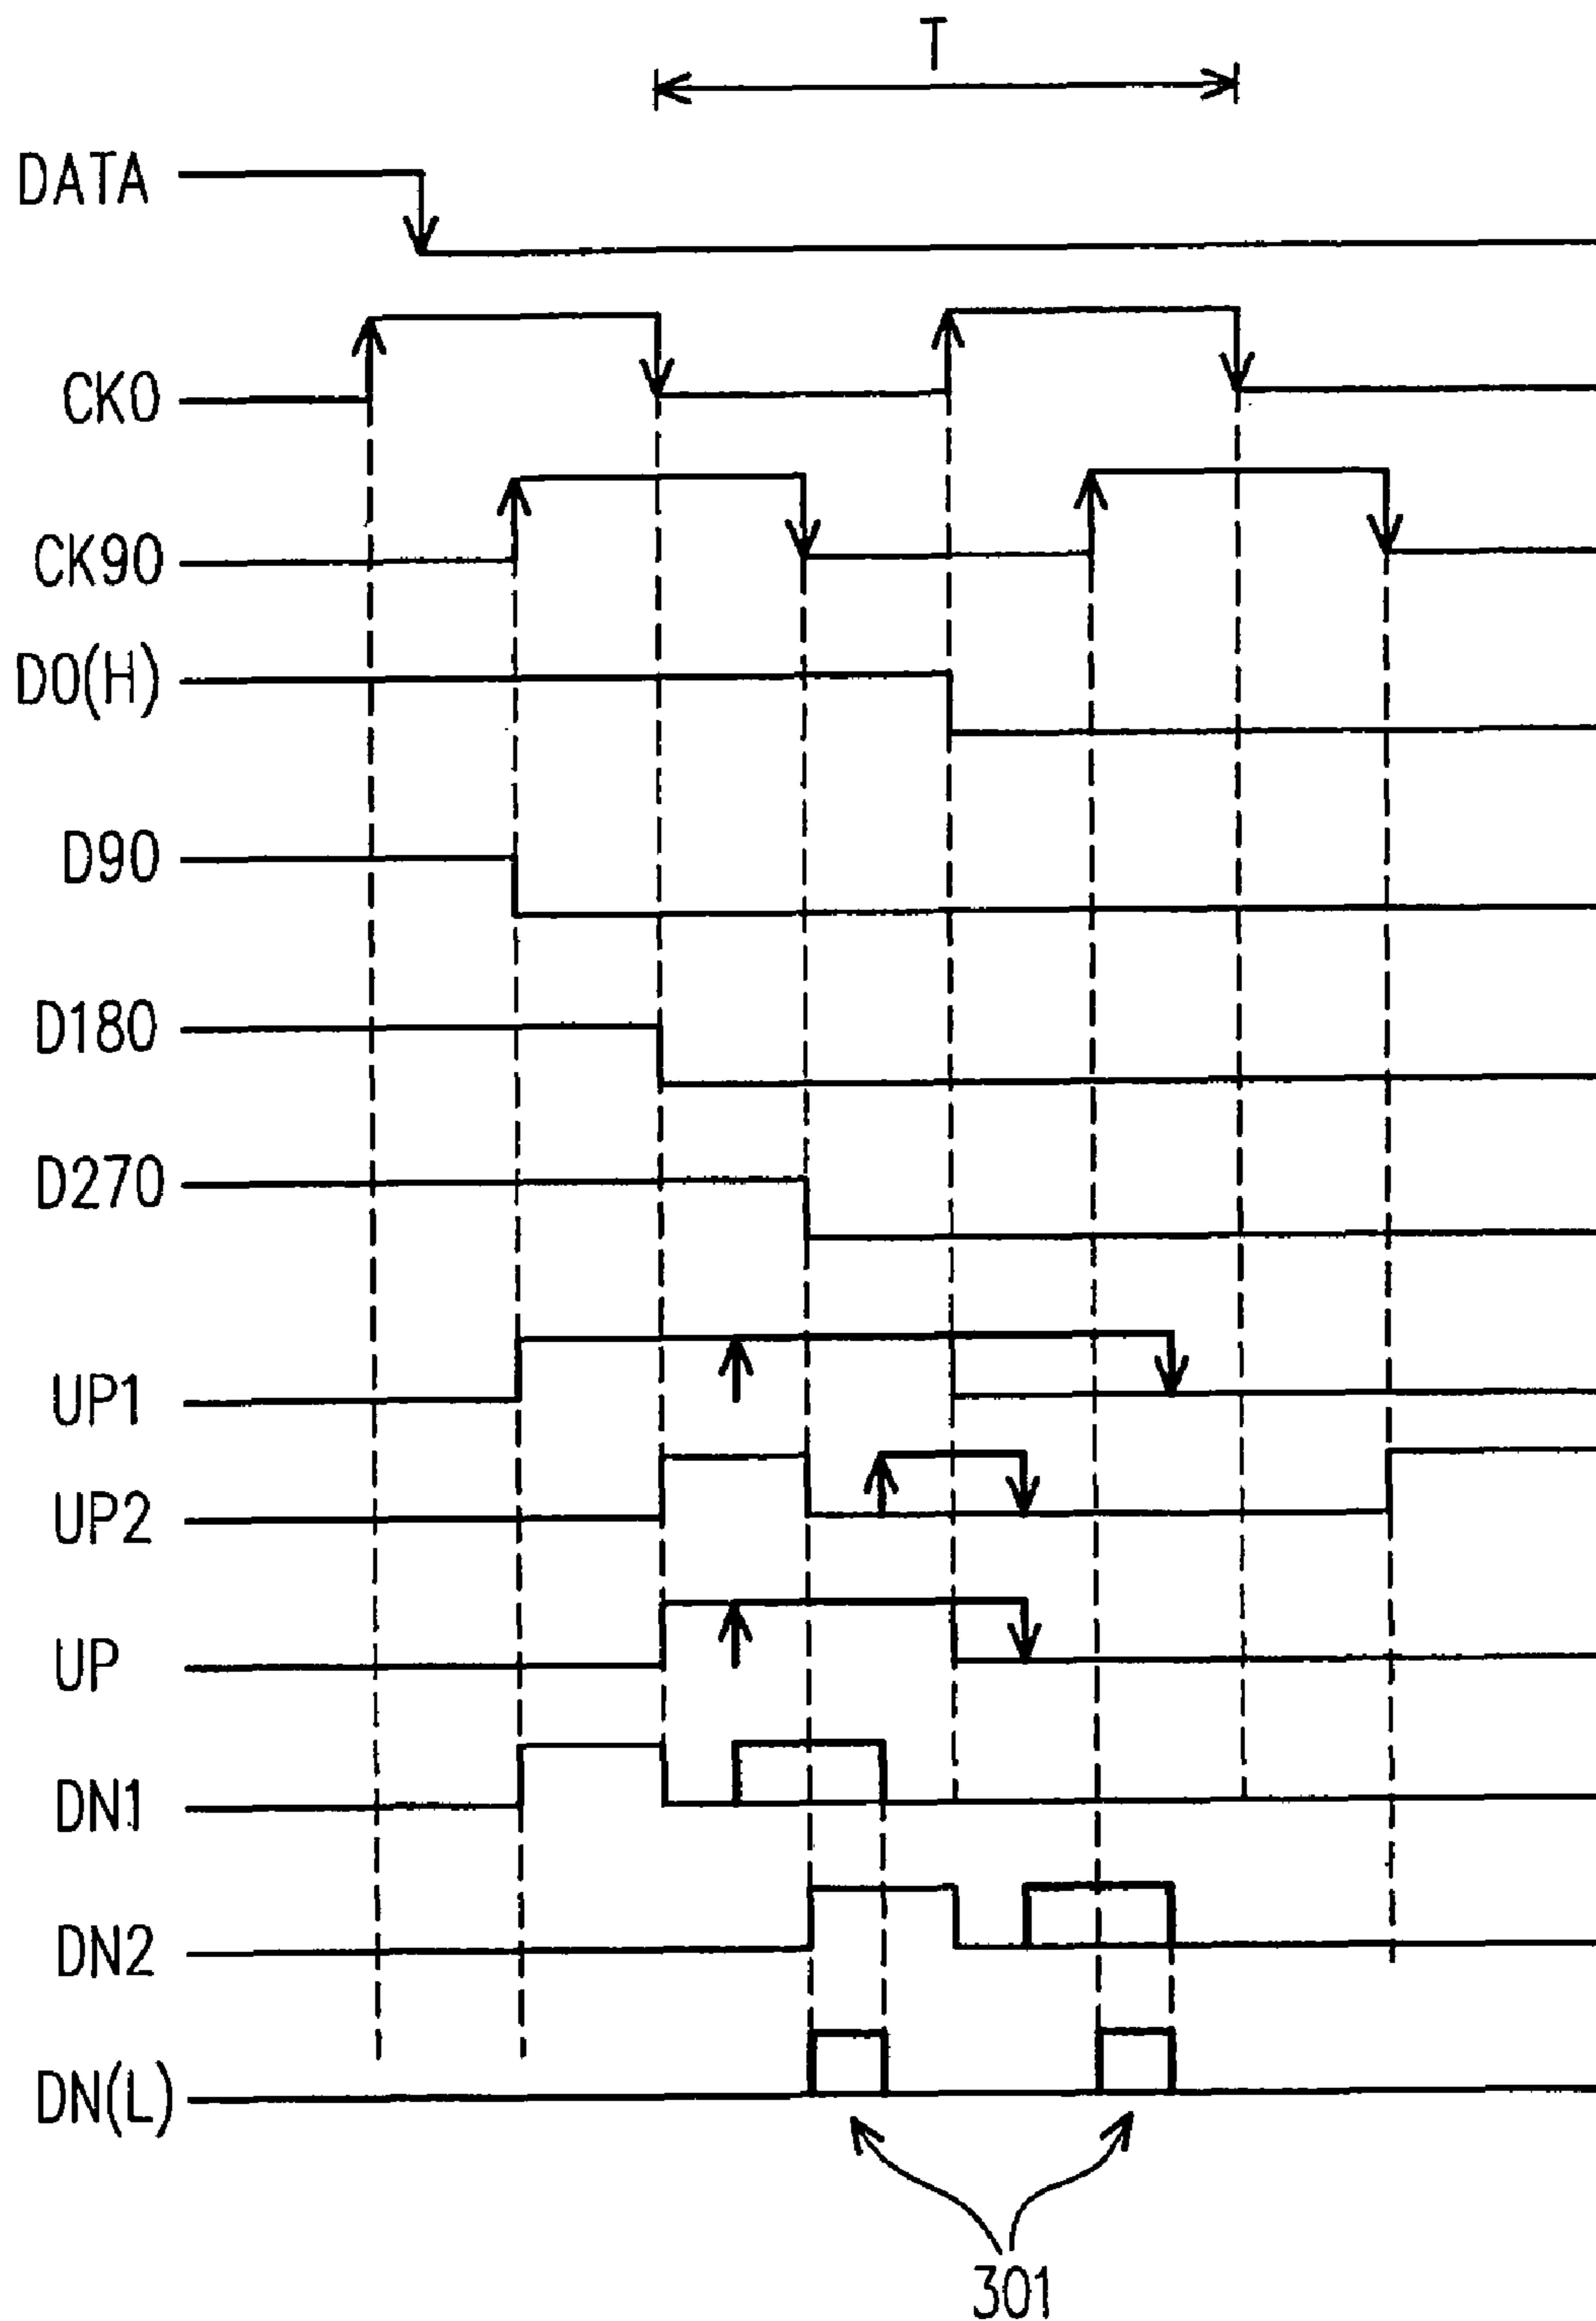 T
DATA
CK0
CK90
D0(H)
D90
D180
D270
UP1
UP2
UP
DN1
DN2
DN(L)
301